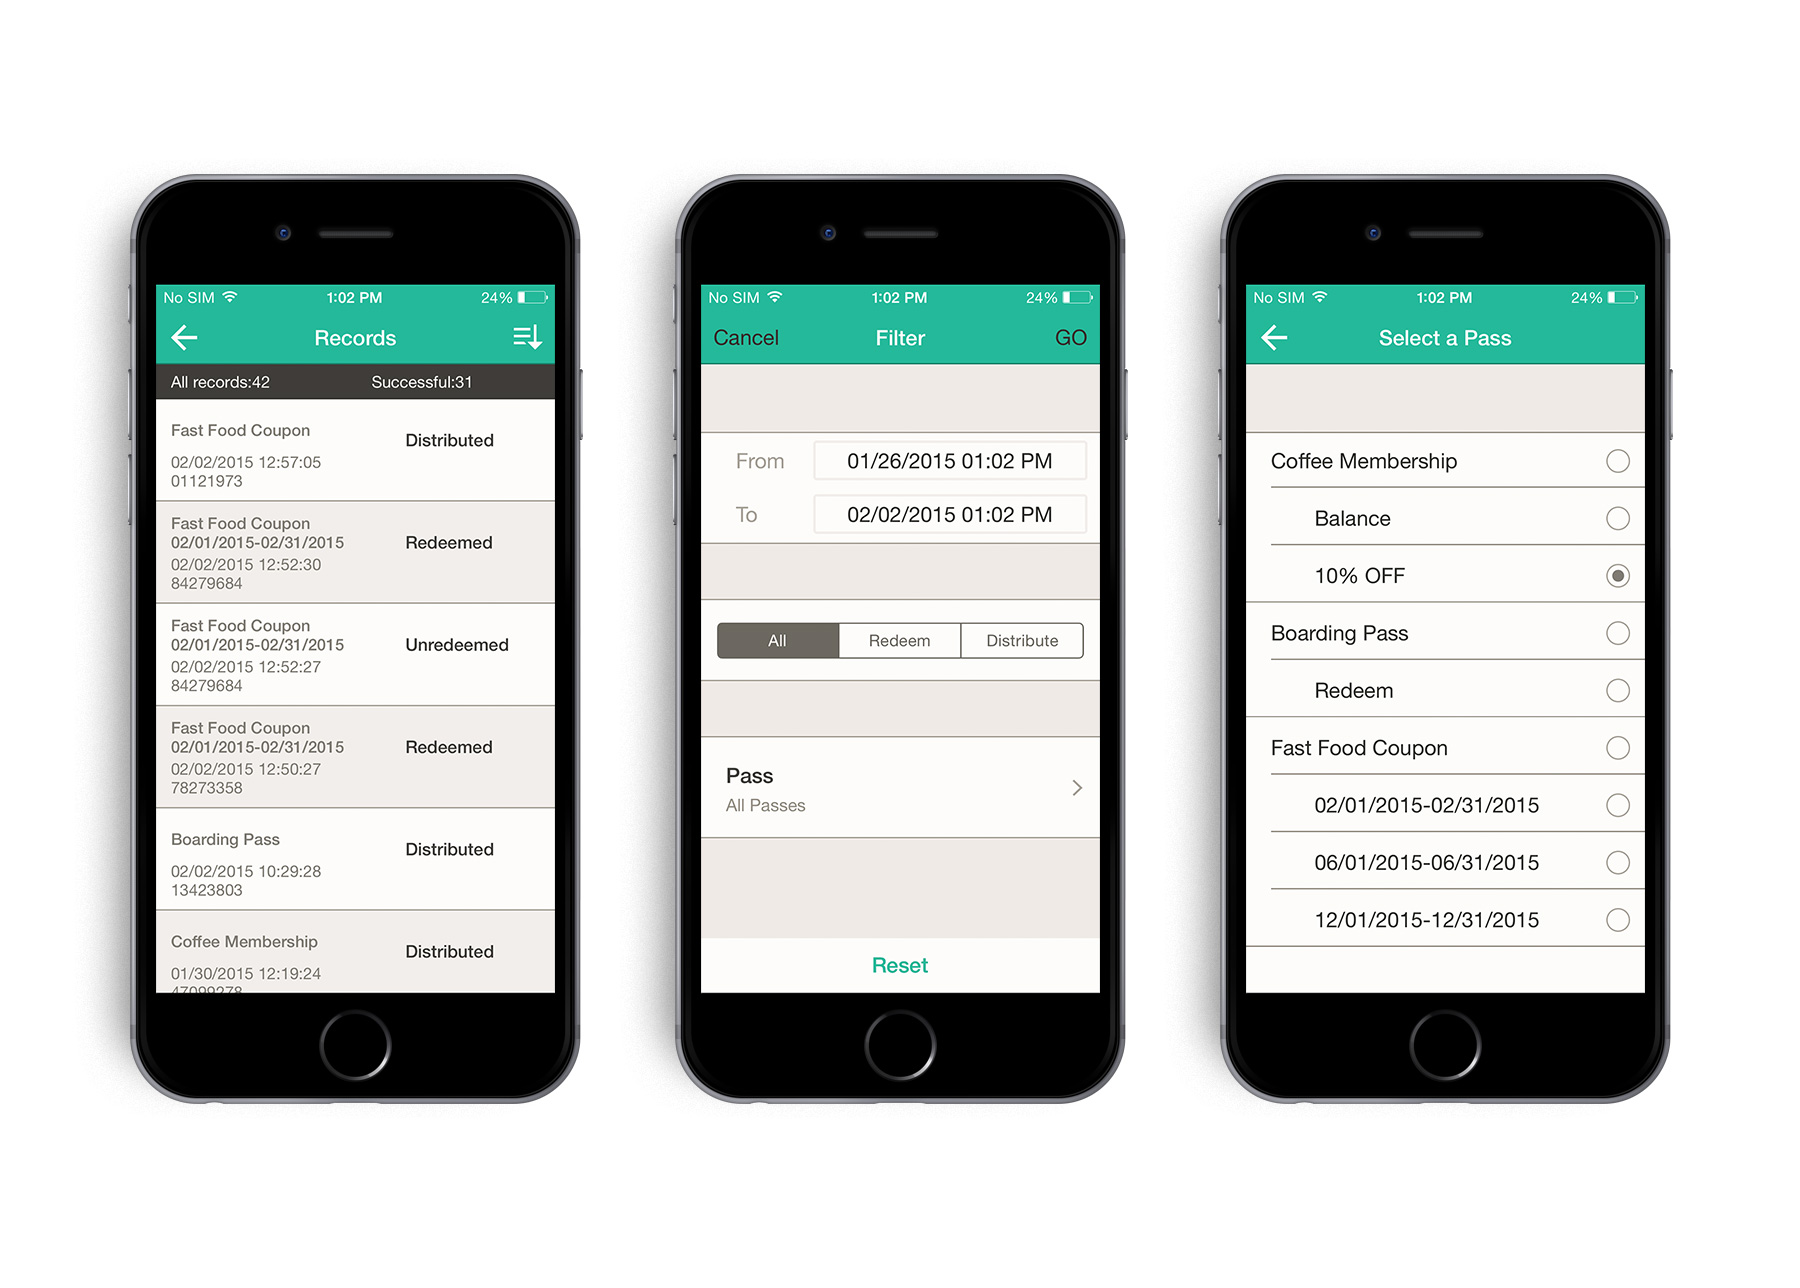 No SIM 1:02 PM 24%
Records
All records:42 Successful:31
Fast Food Coupon
Distributed
02/02/2015 12:57:05
01121973
Fast Food Coupon
02/01/2015-02/31/2015
Redeemed
02/02/2015 12:52:30
84279684
Fast Food Coupon
02/01/2015-02/31/2015
Unredeemed
02/02/2015 12:52:27
84279684
Fast Food Coupon
02/01/2015-02/31/2015
Redeemed
02/02/2015 12:50:27
78273358
Boarding Pass
Distributed
02/02/2015 10:29:28
13423803
Coffee Membership
Distributed
01/30/2015 12:19:24
47099278
No SIM 1:02 PM 24%
Cancel Filter GO
From 01/26/2015 01:02 PM
To 02/02/2015 01:02 PM
All Redeem Distribute
Pass
All Passes
Reset
No SIM 1:02 PM 24%
Select a Pass
Coffee Membership
Balance
10% OFF
Boarding Pass
Redeem
Fast Food Coupon
02/01/2015-02/31/2015
06/01/2015-06/31/2015
12/01/2015-12/31/2015